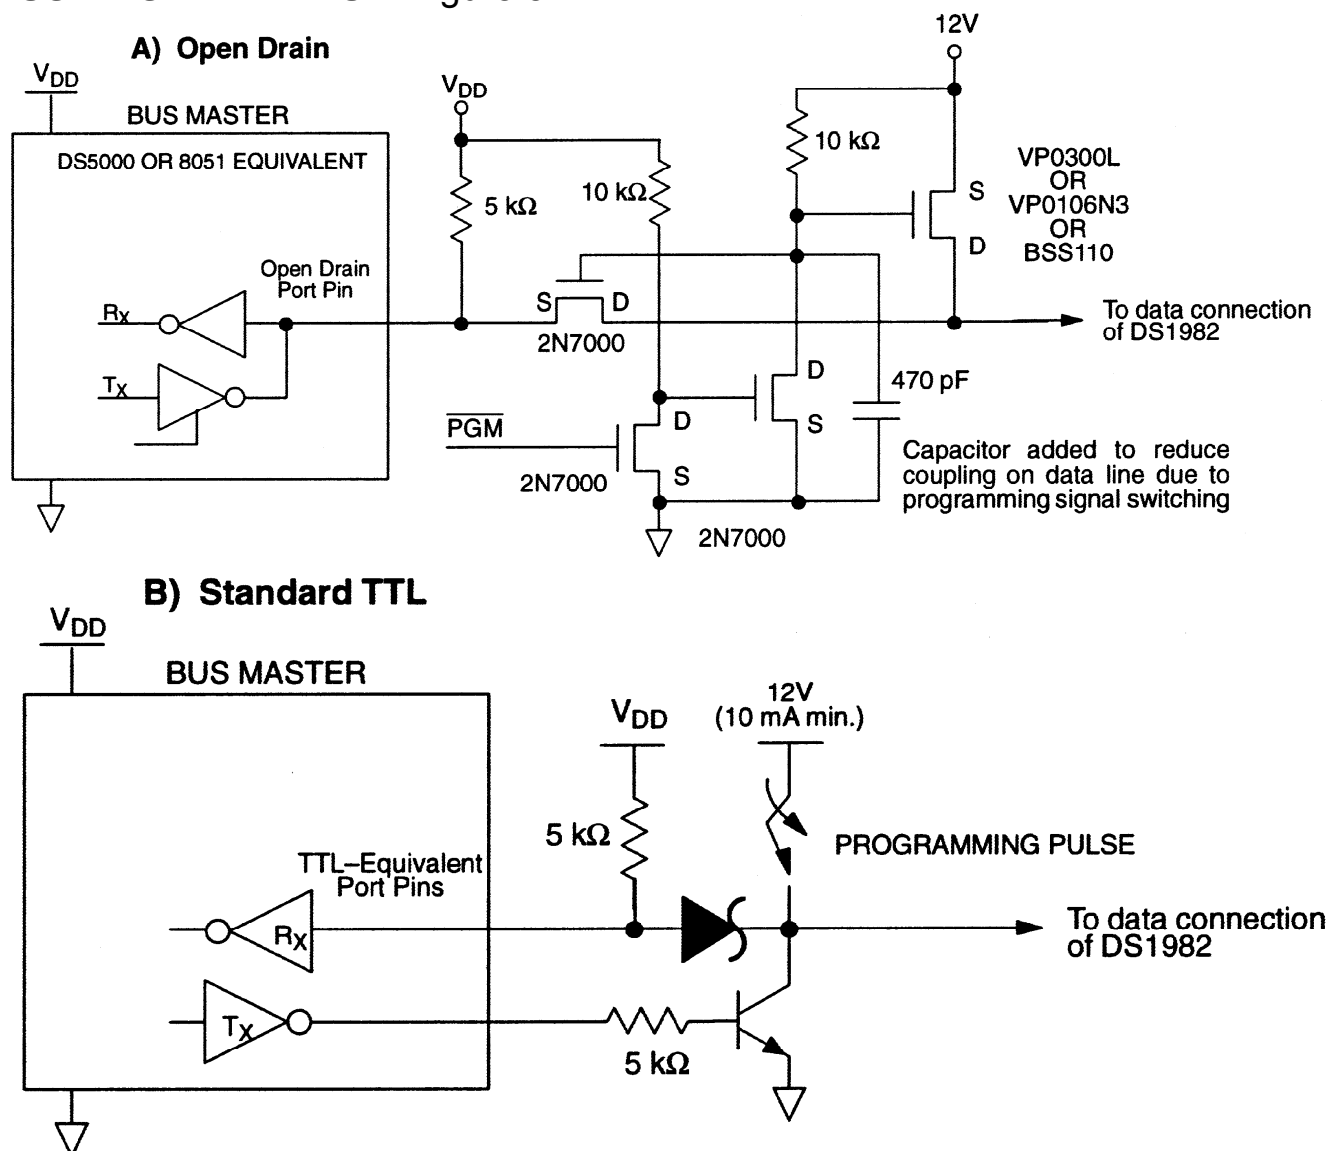 A) Open Drain
VDD
BUS MASTER
DS5000 OR 8051 EQUIVALENT
Open Drain
Port Pin
RX
TX
VDD
5 kΩ
10 kΩ
S D
2N7000
PGM
D
S
2N7000
12V
10 kΩ
S
D
VP0300L
OR
VP0106N3
OR
BSS110
To data connection
of DS1982
D
S
470 pF
2N7000
Capacitor added to reduce
coupling on data line due to
programming signal switching
B) Standard TTL
VDD
BUS MASTER
TTL–Equivalent
Port Pins
RX
TX
VDD
5 kΩ
12V
(10 mA min.)
PROGRAMMING PULSE
To data connection
of DS1982
5 kΩ